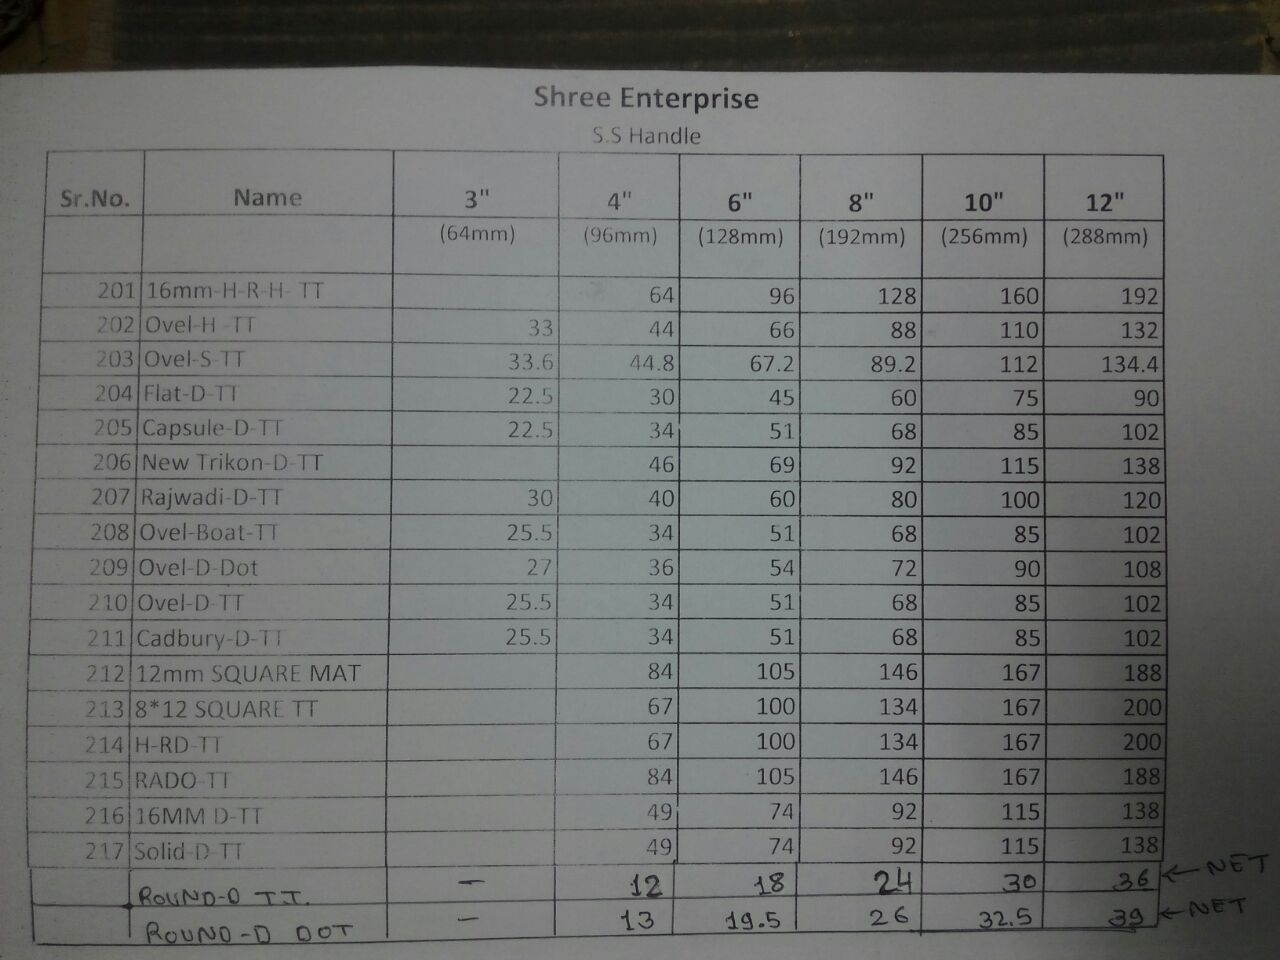 Shree Enterprise
S.S Handle
Sr.No. Name 3" 4" 6" 8" 10" 12"
(64mm) (96mm) (128mm) (192mm) (256mm) (288mm)
201 16mm-H-R-H- TT 64 96 128 160 192
202 Ovel-H -TT 33 44 66 88 110 132
203 Ovel-S-TT 33.6 44.8 67.2 89.2 112 134.4
204 Flat-D-TT 22.5 30 45 60 75 90
205 Capsule-D-TT 22.5 34 51 68 85 102
206 New Trikon-D-TT 46 69 92 115 138
207 Rajwadi-D-TT 30 40 60 80 100 120
208 Ovel-Boat-TT 25.5 34 51 68 85 102
209 Ovel-D-Dot 27 36 54 72 90 108
210 Ovel-D-TT 25.5 34 51 68 85 102
211 Cadbury-D-TT 25.5 34 51 68 85 102
212 12mm SQUARE MAT 84 105 146 167 188
213 8*12 SQUARE TT 67 100 134 167 200
214 H-RD-TT 67 100 134 167 200
215 RADO-TT 84 105 146 167 188
216 16MM D-TT 49 74 92 115 138
217 Solid-D-TT 49 74 92 115 138
ROUND-D T.T. - 12 18 24 30 36 ← NET
ROUND-D DOT - 13 19.5 26 32.5 39 ← NET